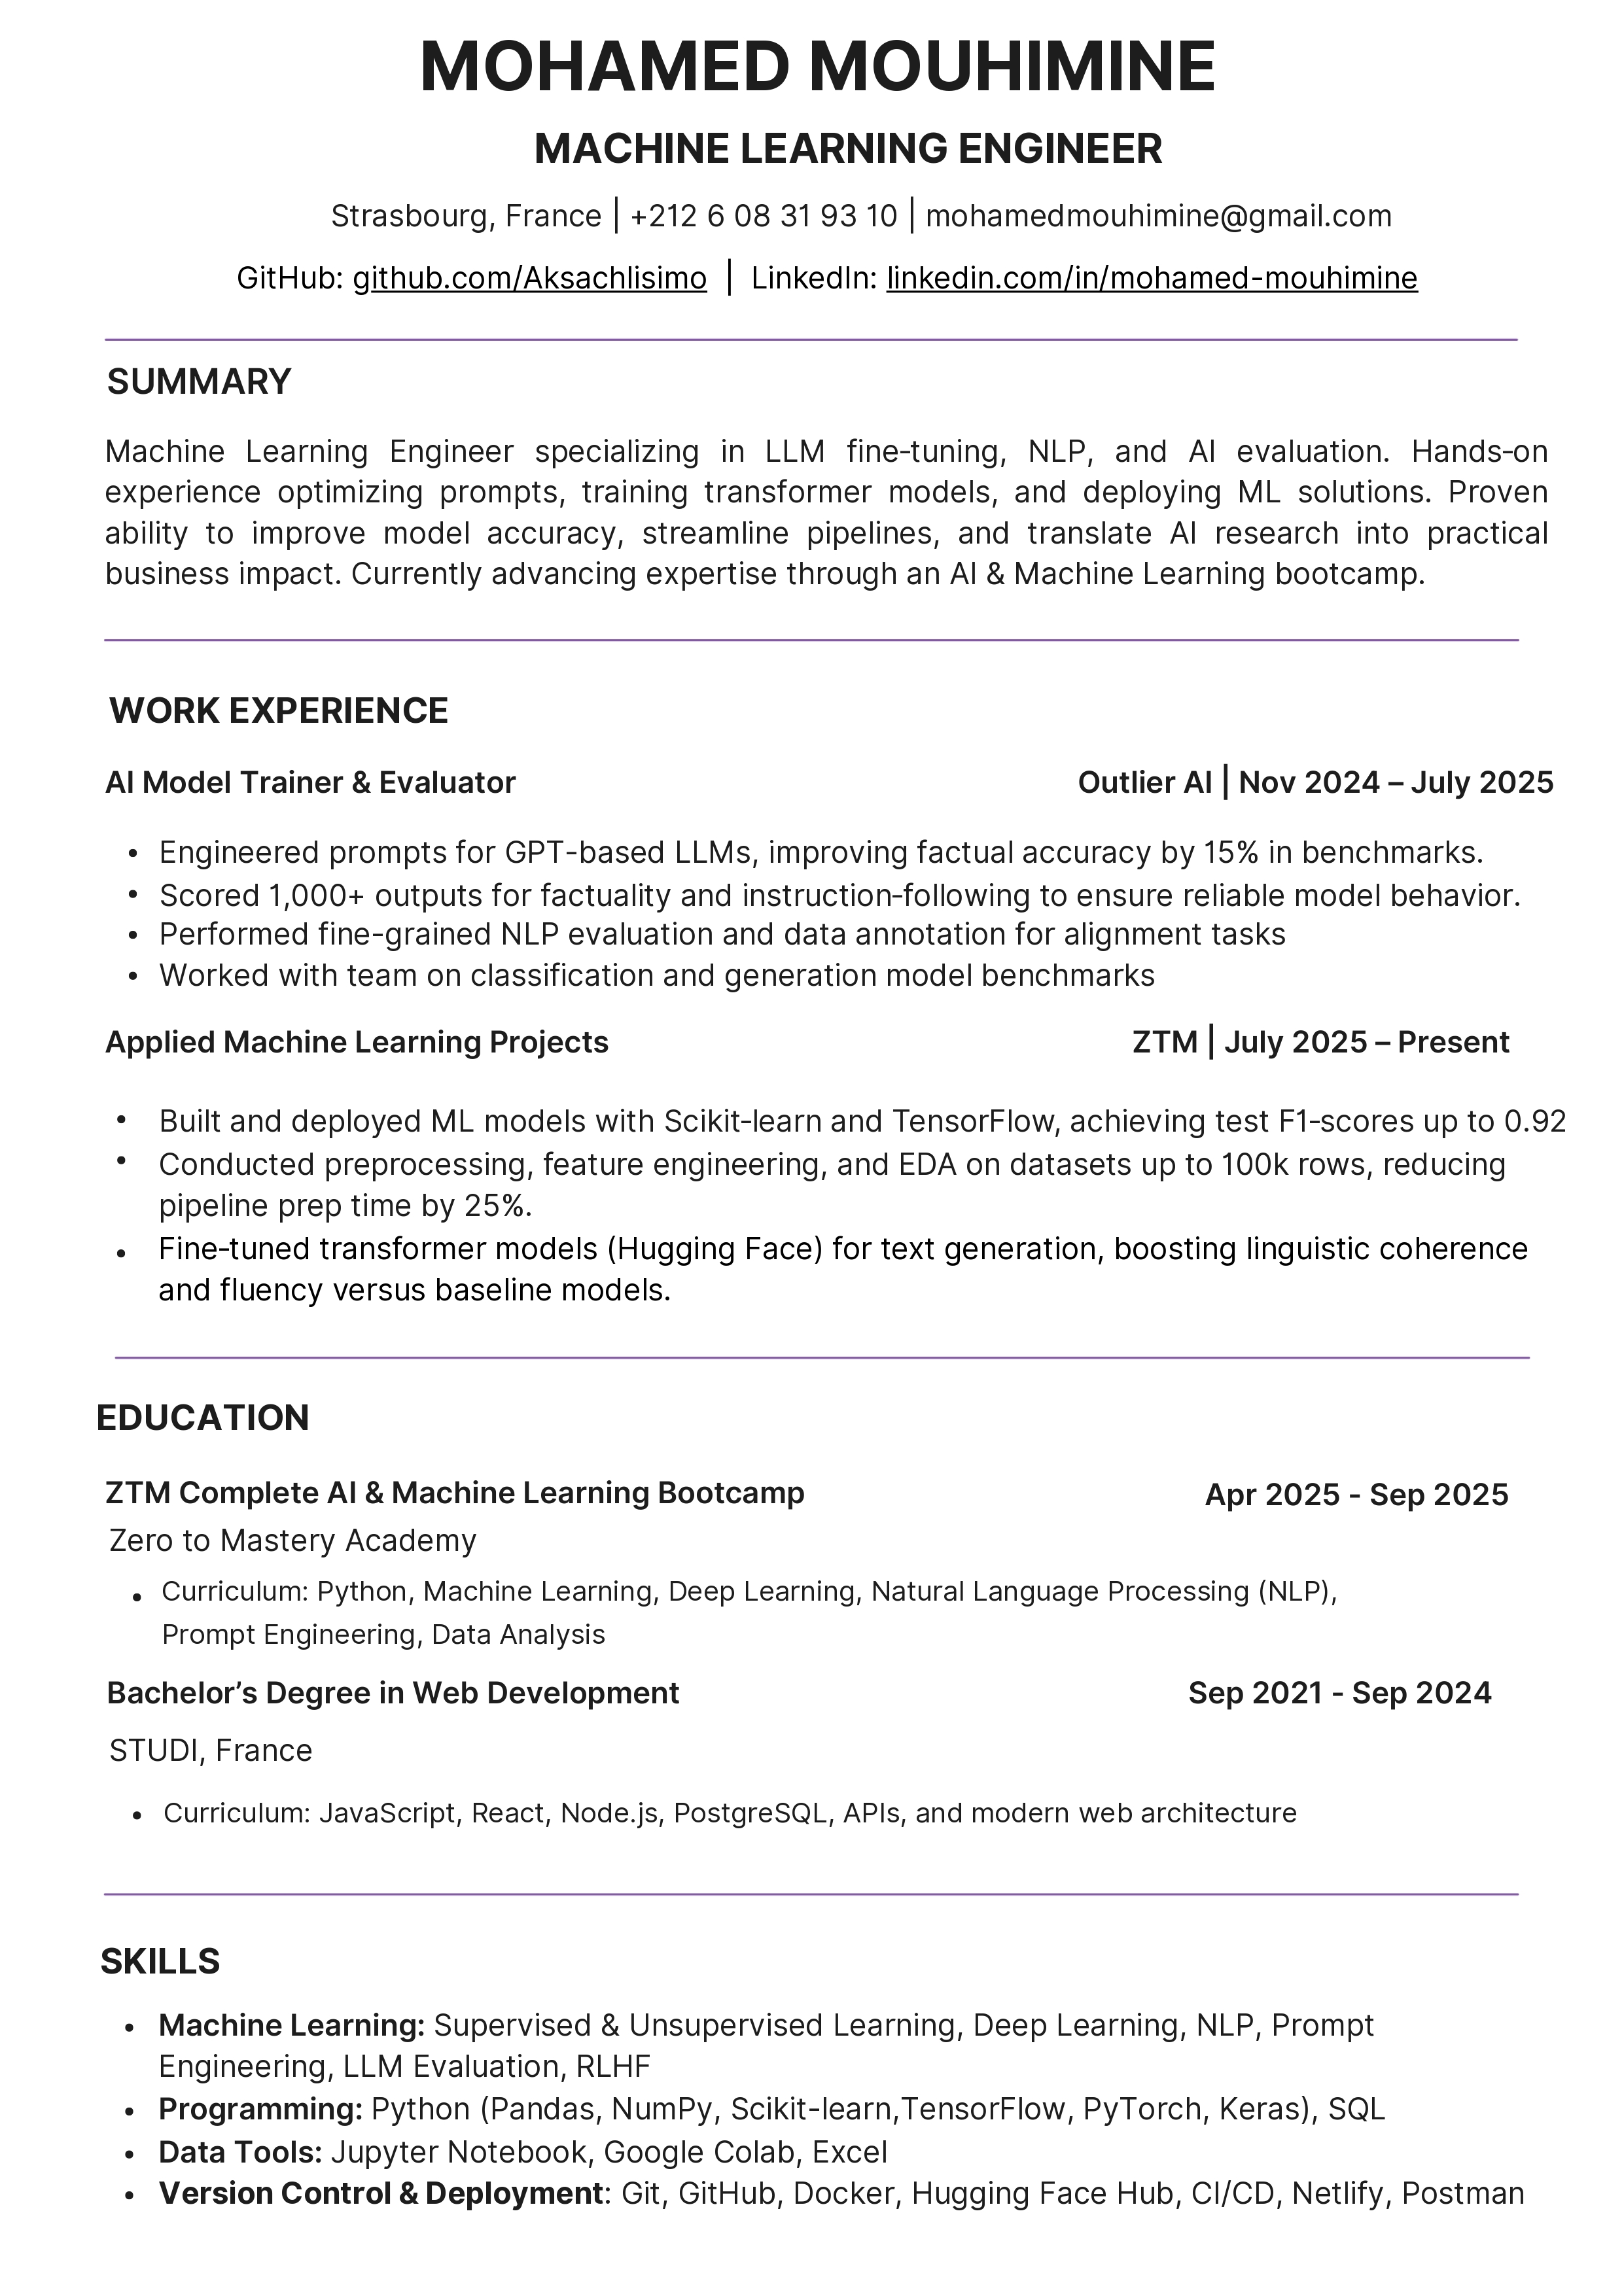 MOHAMED MOUHIMINE
MACHINE LEARNING ENGINEER
Strasbourg, France | +212 6 08 31 93 10 | mohamedmouhimine@gmail.com
GitHub: github.com/Aksachlisimo | LinkedIn: linkedin.com/in/mohamed-mouhimine
SUMMARY
Machine Learning Engineer specializing in LLM fine-tuning, NLP, and AI evaluation. Hands-on
experience optimizing prompts, training transformer models, and deploying ML solutions. Proven
ability to improve model accuracy, streamline pipelines, and translate AI research into practical
business impact. Currently advancing expertise through an AI & Machine Learning bootcamp.
WORK EXPERIENCE
AI Model Trainer & Evaluator Outlier AI | Nov 2024 – July 2025
• Engineered prompts for GPT-based LLMs, improving factual accuracy by 15% in benchmarks.
• Scored 1,000+ outputs for factuality and instruction-following to ensure reliable model behavior.
• Performed fine-grained NLP evaluation and data annotation for alignment tasks
• Worked with team on classification and generation model benchmarks
Applied Machine Learning Projects ZTM | July 2025 – Present
• Built and deployed ML models with Scikit-learn and TensorFlow, achieving test F1-scores up to 0.92
• Conducted preprocessing, feature engineering, and EDA on datasets up to 100k rows, reducing
pipeline prep time by 25%.
• Fine-tuned transformer models (Hugging Face) for text generation, boosting linguistic coherence
and fluency versus baseline models.
EDUCATION
ZTM Complete AI & Machine Learning Bootcamp Apr 2025 - Sep 2025
Zero to Mastery Academy
• Curriculum: Python, Machine Learning, Deep Learning, Natural Language Processing (NLP),
Prompt Engineering, Data Analysis
Bachelor’s Degree in Web Development Sep 2021 - Sep 2024
STUDI, France
• Curriculum: JavaScript, React, Node.js, PostgreSQL, APIs, and modern web architecture
SKILLS
• Machine Learning: Supervised & Unsupervised Learning, Deep Learning, NLP, Prompt
Engineering, LLM Evaluation, RLHF
• Programming: Python (Pandas, NumPy, Scikit-learn,TensorFlow, PyTorch, Keras), SQL
• Data Tools: Jupyter Notebook, Google Colab, Excel
• Version Control & Deployment: Git, GitHub, Docker, Hugging Face Hub, CI/CD, Netlify, Postman